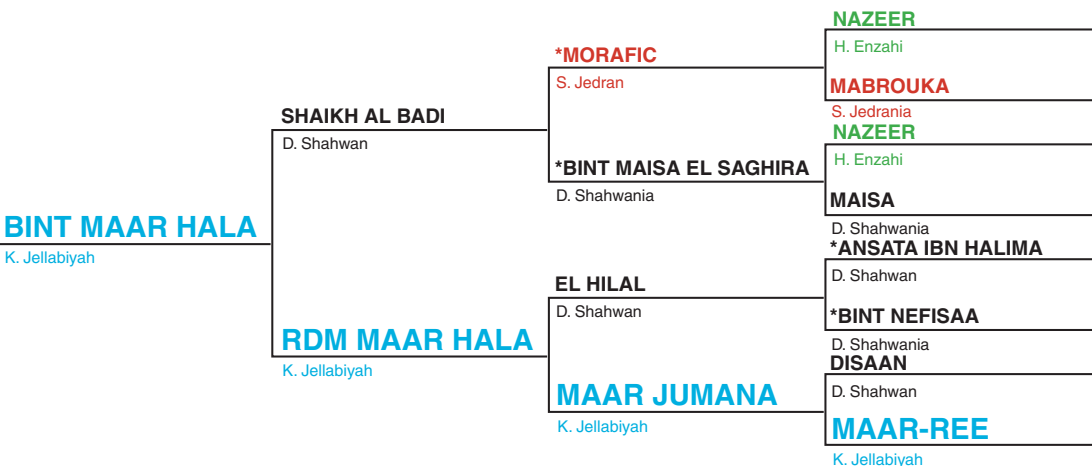 NAZEER
H. Enzahi
*MORAFIC
S. Jedran
MABROUKA
S. Jedrania
SHAIKH AL BADI
D. Shahwan
NAZEER
H. Enzahi
*BINT MAISA EL SAGHIRA
D. Shahwania
MAISA
D. Shahwania
BINT MAAR HALA
K. Jellabiyah
*ANSATA IBN HALIMA
D. Shahwan
EL HILAL
D. Shahwan
*BINT NEFISAA
D. Shahwania
RDM MAAR HALA
K. Jellabiyah
DISAAN
D. Shahwan
MAAR JUMANA
K. Jellabiyah
MAAR-REE
K. Jellabiyah